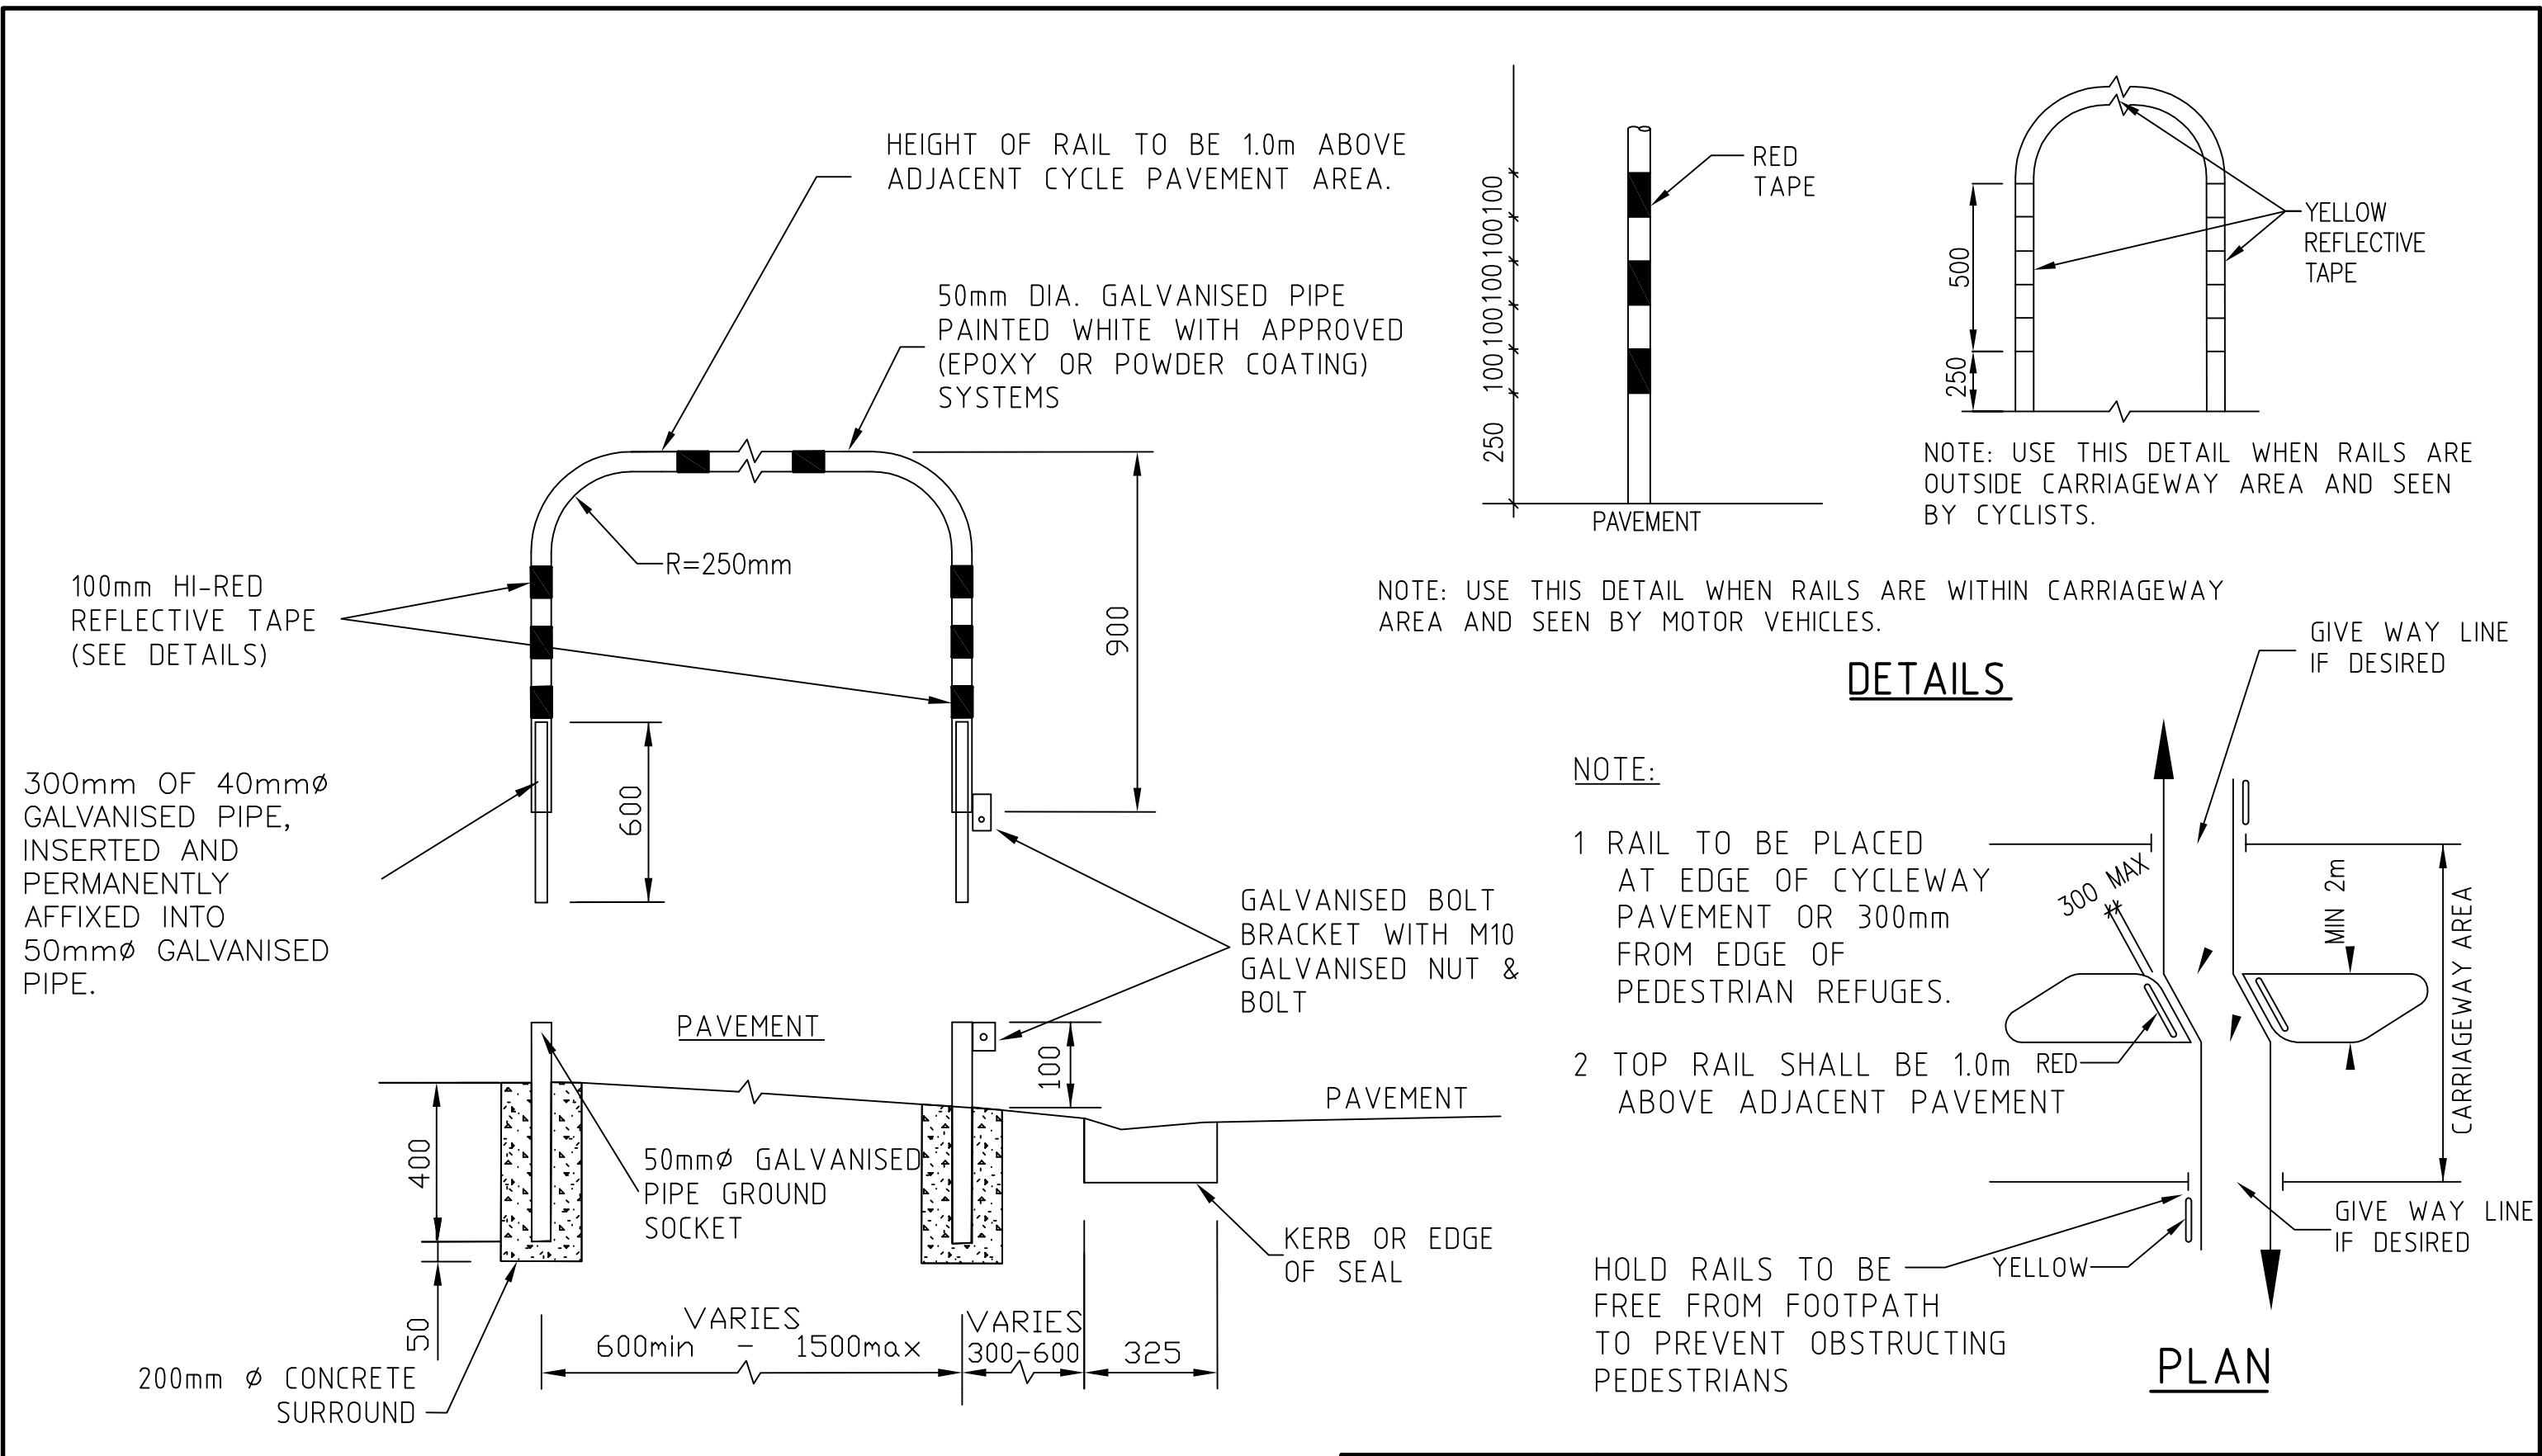 HEIGHT OF RAIL TO BE 1.0m ABOVE
ADJACENT CYCLE PAVEMENT AREA.
50mm DIA. GALVANISED PIPE
PAINTED WHITE WITH APPROVED
(EPOXY OR POWDER COATING)
SYSTEMS
R=250mm
100mm HI-RED
REFLECTIVE TAPE
(SEE DETAILS)
900
600
300mm OF 40mmø
GALVANISED PIPE,
INSERTED AND
PERMANENTLY
AFFIXED INTO
50mmø GALVANISED
PIPE.
GALVANISED BOLT
BRACKET WITH M10
GALVANISED NUT &
BOLT
PAVEMENT
100
PAVEMENT
400
50
50mmø GALVANISED
PIPE GROUND
SOCKET
KERB OR EDGE
OF SEAL
VARIES
600min - 1500max
VARIES
300-600
325
200mm ø CONCRETE
SURROUND
RED
TAPE
100
100
100
100
100
250
PAVEMENT
NOTE: USE THIS DETAIL WHEN RAILS ARE WITHIN CARRIAGEWAY
AREA AND SEEN BY MOTOR VEHICLES.
YELLOW
REFLECTIVE
TAPE
500
250
NOTE: USE THIS DETAIL WHEN RAILS ARE
OUTSIDE CARRIAGEWAY AREA AND SEEN
BY CYCLISTS.
DETAILS
NOTE:
1 RAIL TO BE PLACED
AT EDGE OF CYCLEWAY
PAVEMENT OR 300mm
FROM EDGE OF
PEDESTRIAN REFUGES.
2 TOP RAIL SHALL BE 1.0m
ABOVE ADJACENT PAVEMENT
GIVE WAY LINE
IF DESIRED
300 MAX
MIN 2m
CARRIAGEWAY AREA
RED
GIVE WAY LINE
IF DESIRED
YELLOW
HOLD RAILS TO BE
FREE FROM FOOTPATH
TO PREVENT OBSTRUCTING
PEDESTRIANS
PLAN